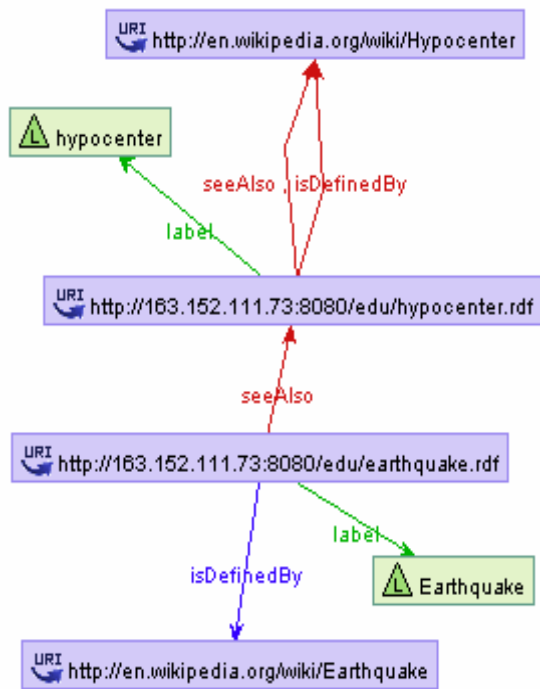 URI http://en.wikipedia.org/wiki/Hypocenter
L hypocenter
seeAlso , isDefinedBy
label
URI http://163.152.111.73:8080/edu/hypocenter.rdf
seeAlso
URI http://163.152.111.73:8080/edu/earthquake.rdf
label
isDefinedBy
L Earthquake
URI http://en.wikipedia.org/wiki/Earthquake